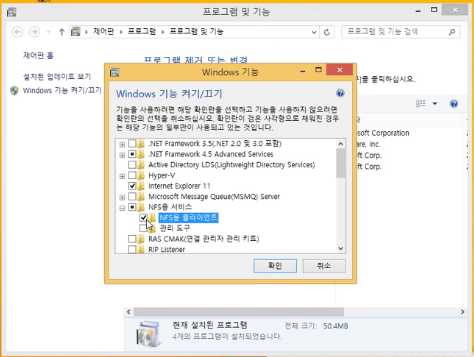 프로그램 및 기능
제어판 › 프로그램 › 프로그램 및 기능
프로그램 및 기능 검색
제어판 홈
설치된 업데이트 보기
Windows 기능 켜기/끄기
프로그램 제거 또는 변경
를 클릭하십시오.
Windows 기능
Windows 기능 켜기/끄기
기능을 사용하려면 해당 확인란을 선택하고 기능을 사용하지 않으려면
확인란의 선택을 취소하십시오. 확인란이 검은 사각형으로 채워진 경우
는 해당 기능의 일부만이 사용되고 있는 것입니다.
.NET Framework 3.5(.NET 2.0 및 3.0 포함)
.NET Framework 4.5 Advanced Services
Active Directory LDS(Lightweight Directory Services)
Hyper-V
Internet Explorer 11
Microsoft Message Queue(MSMQ) Server
NFS용 서비스
NFS용 클라이언트
관리 도구
RAS CMAK(연결 관리자 관리 키트)
RIP Listener
확인
취소
soft Corporation
are, Inc.
soft Corp.
soft Corp.
현재 설치된 프로그램
전체 크기: 50.4MB
4개의 프로그램이 설치되었습니다.